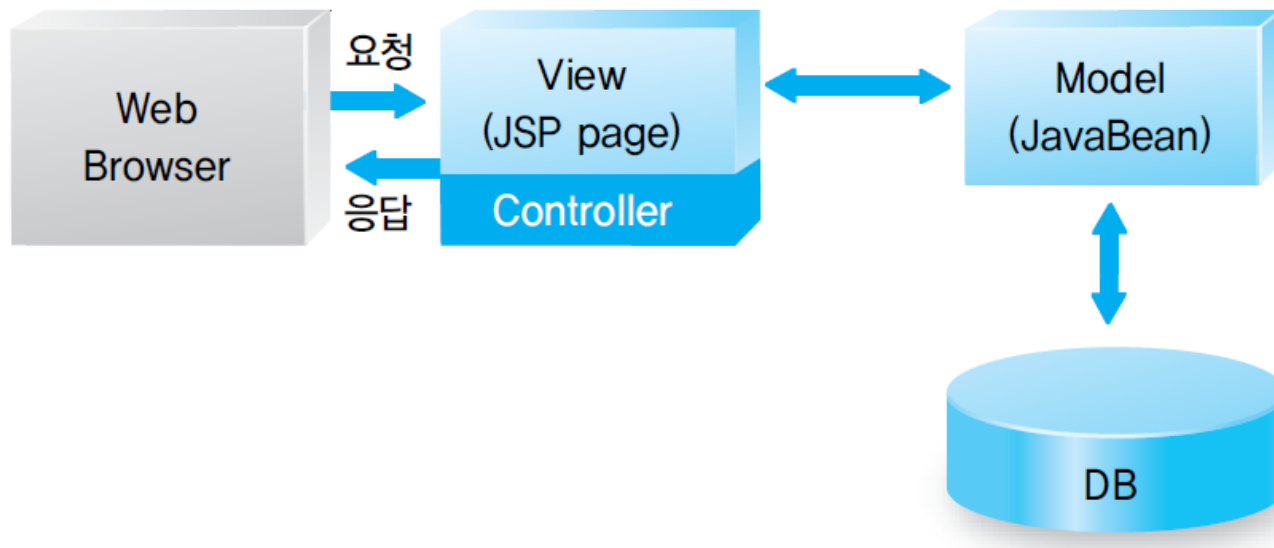 Web
Browser
요청
응답
View
(JSP page)
Controller
Model
(JavaBean)
DB